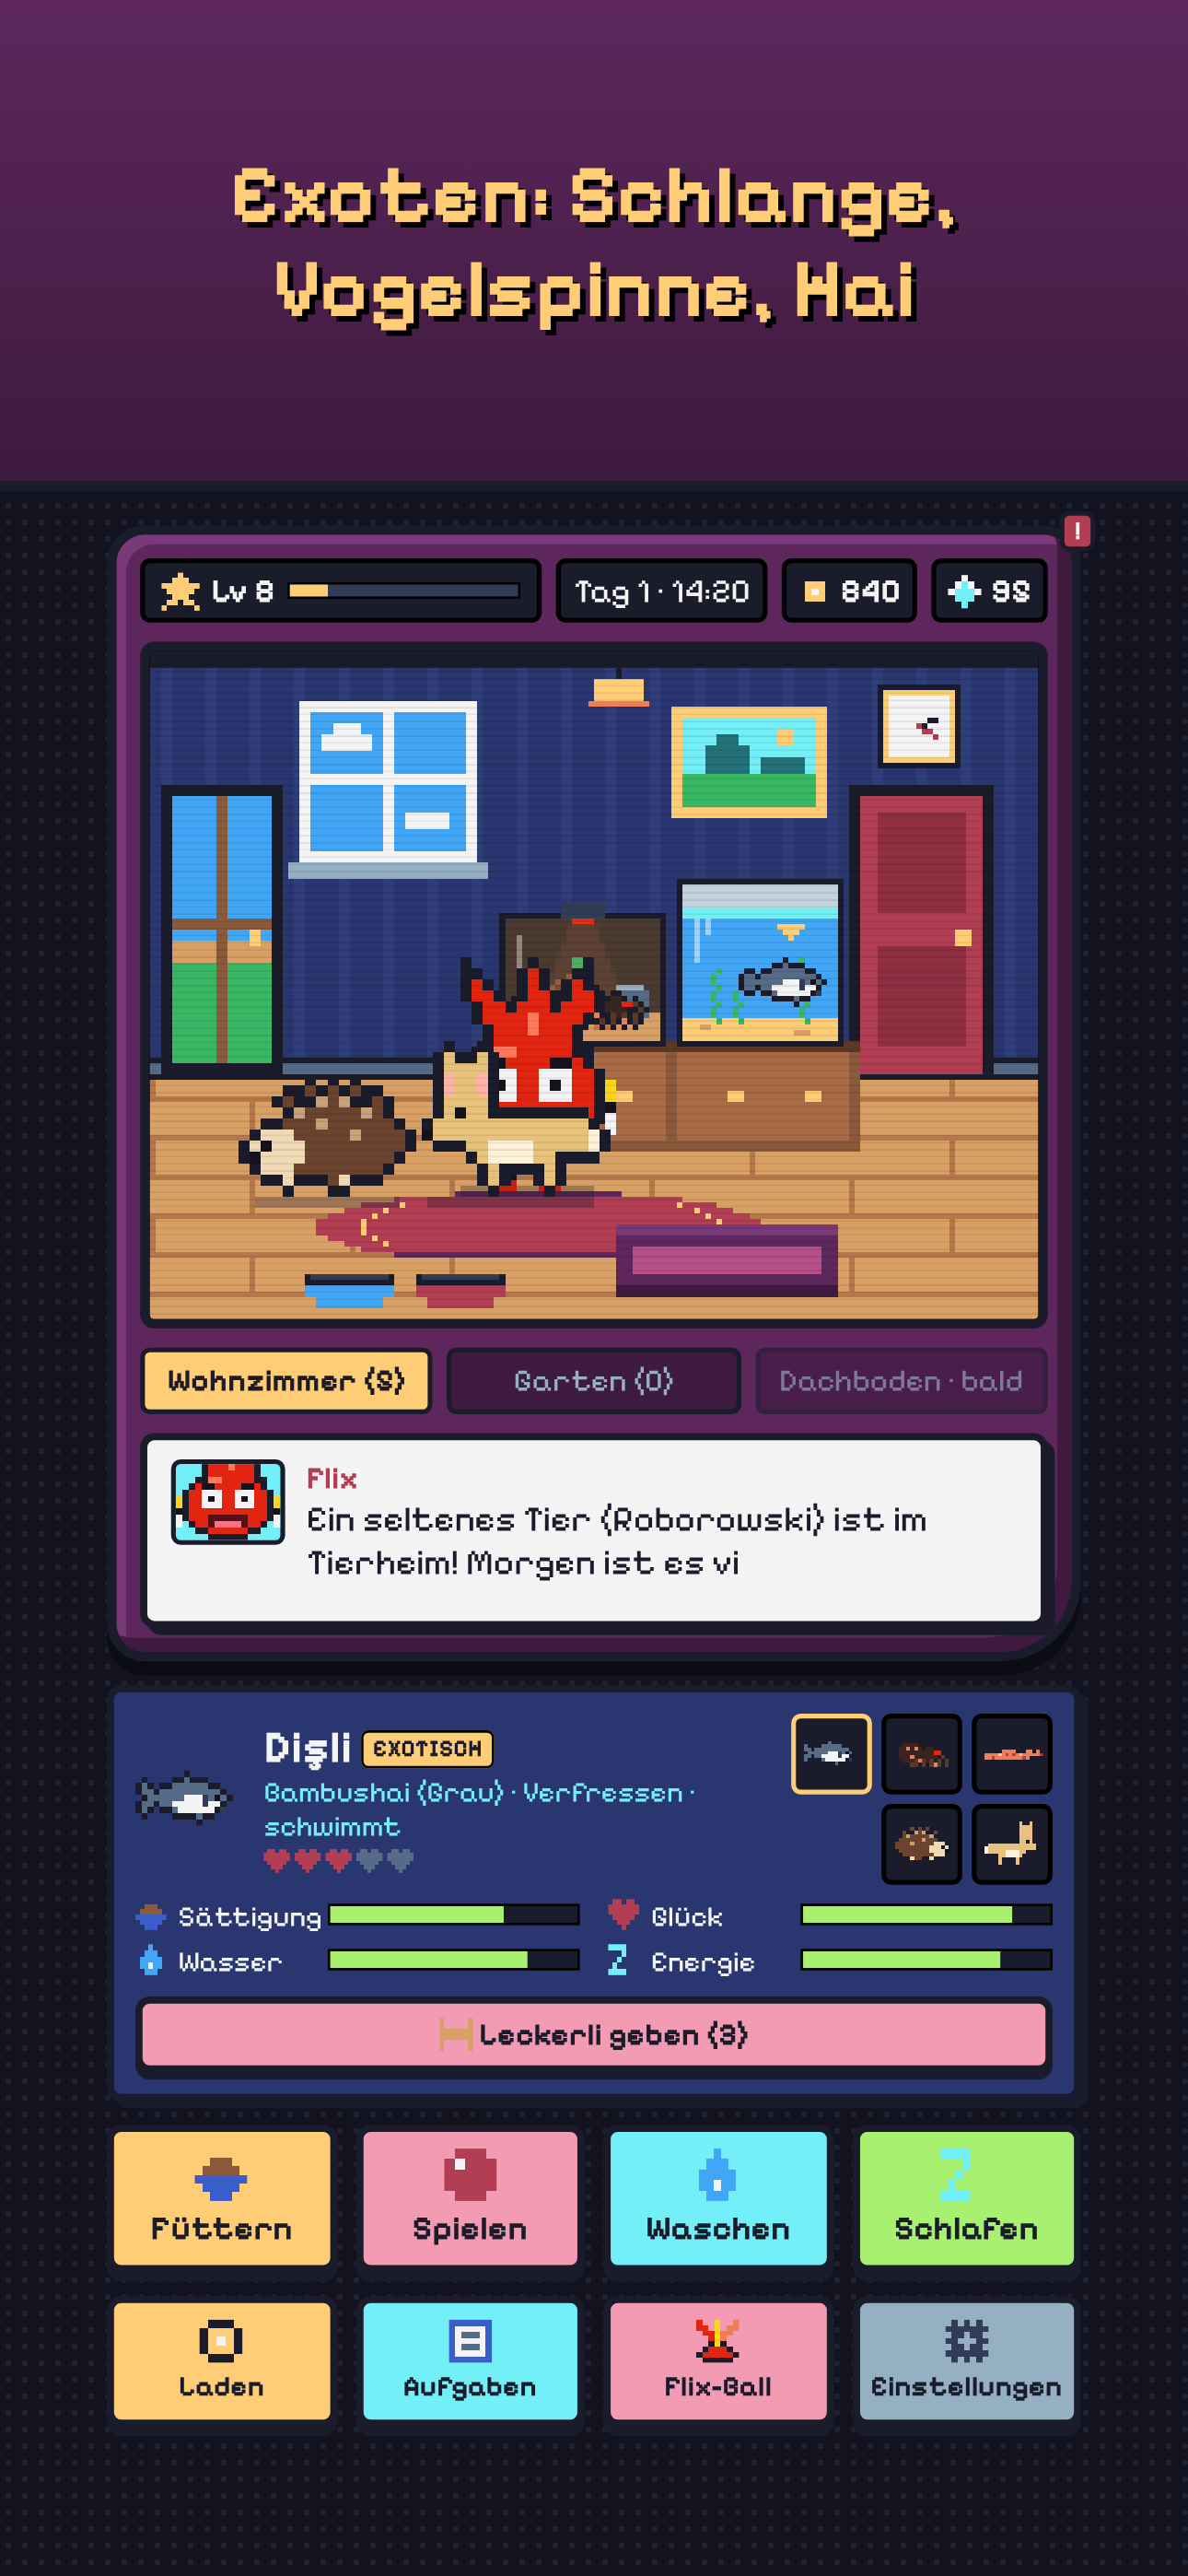 Exoten: Schlange,
Vogelspinne, Hai
!
Lv 8
Tag 1 · 14:20
840
95
Wohnzimmer (5)
Garten (0)
Dachboden · bald
Flix
Ein seltenes Tier (Roborowski) ist im
Tierheim! Morgen ist es vi
Dişli
EXOTISCH
Bambushai (Grau) · Verfressen ·
schwimmt
Sättigung
Glück
Wasser
Energie
Leckerli geben (3)
Füttern
Spielen
Waschen
Schlafen
Laden
Aufgaben
Flix-Ball
Einstellungen